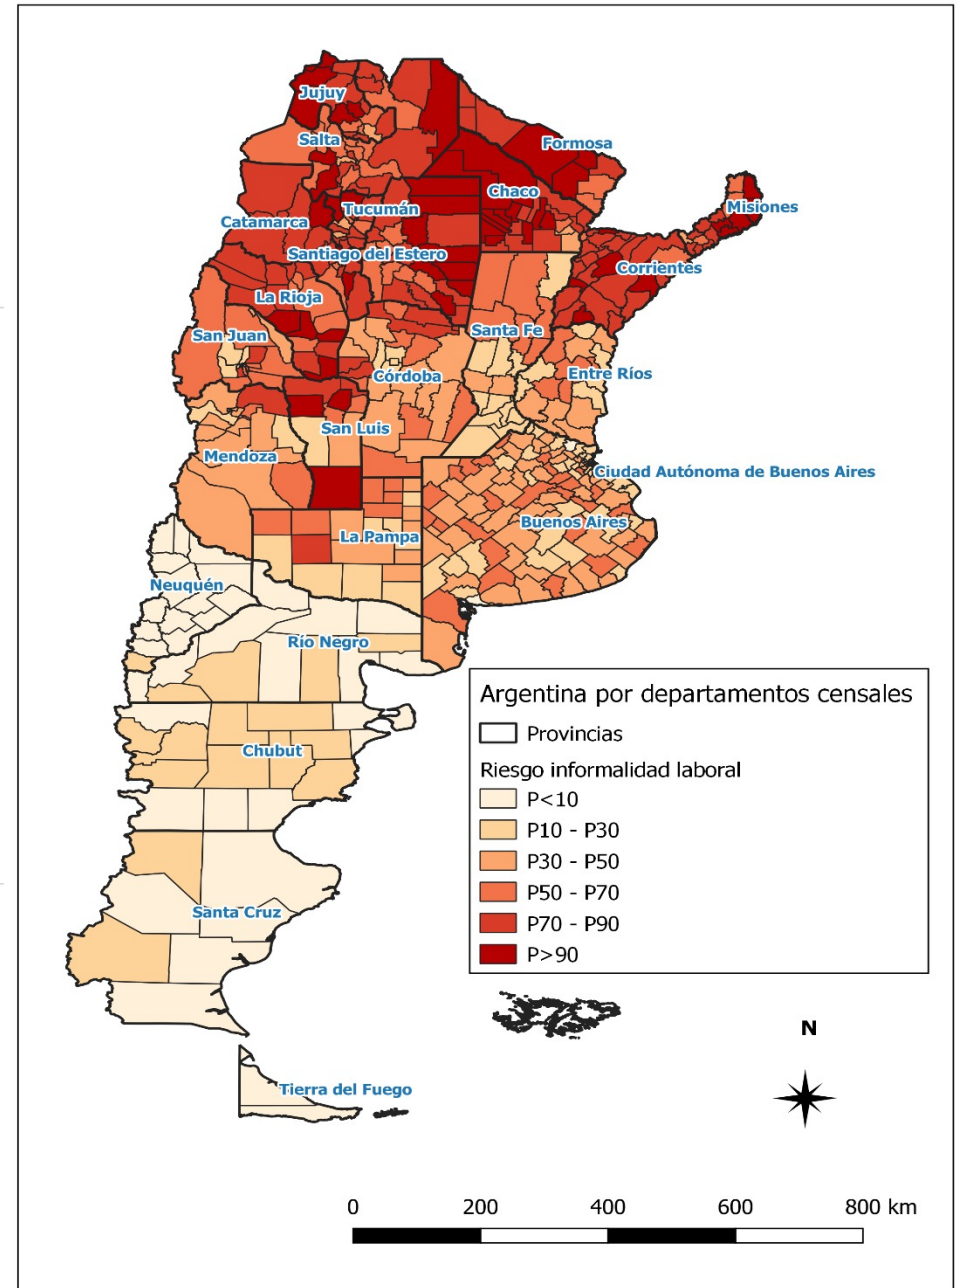 Jujuy
Salta
Formosa
Chaco
Misiones
Catamarca
Tucumán
Santiago del Estero
Corrientes
La Rioja
San Juan
Santa Fe
Córdoba
Entre Ríos
San Luis
Mendoza
Ciudad Autónoma de Buenos Aires
Buenos Aires
La Pampa
Neuquén
Río Negro
Chubut
Santa Cruz
Tierra del Fuego
Argentina por departamentos censales
Provincias
Riesgo informalidad laboral
P<10
P10 - P30
P30 - P50
P50 - P70
P70 - P90
P>90
N
0 200 400 600 800 km